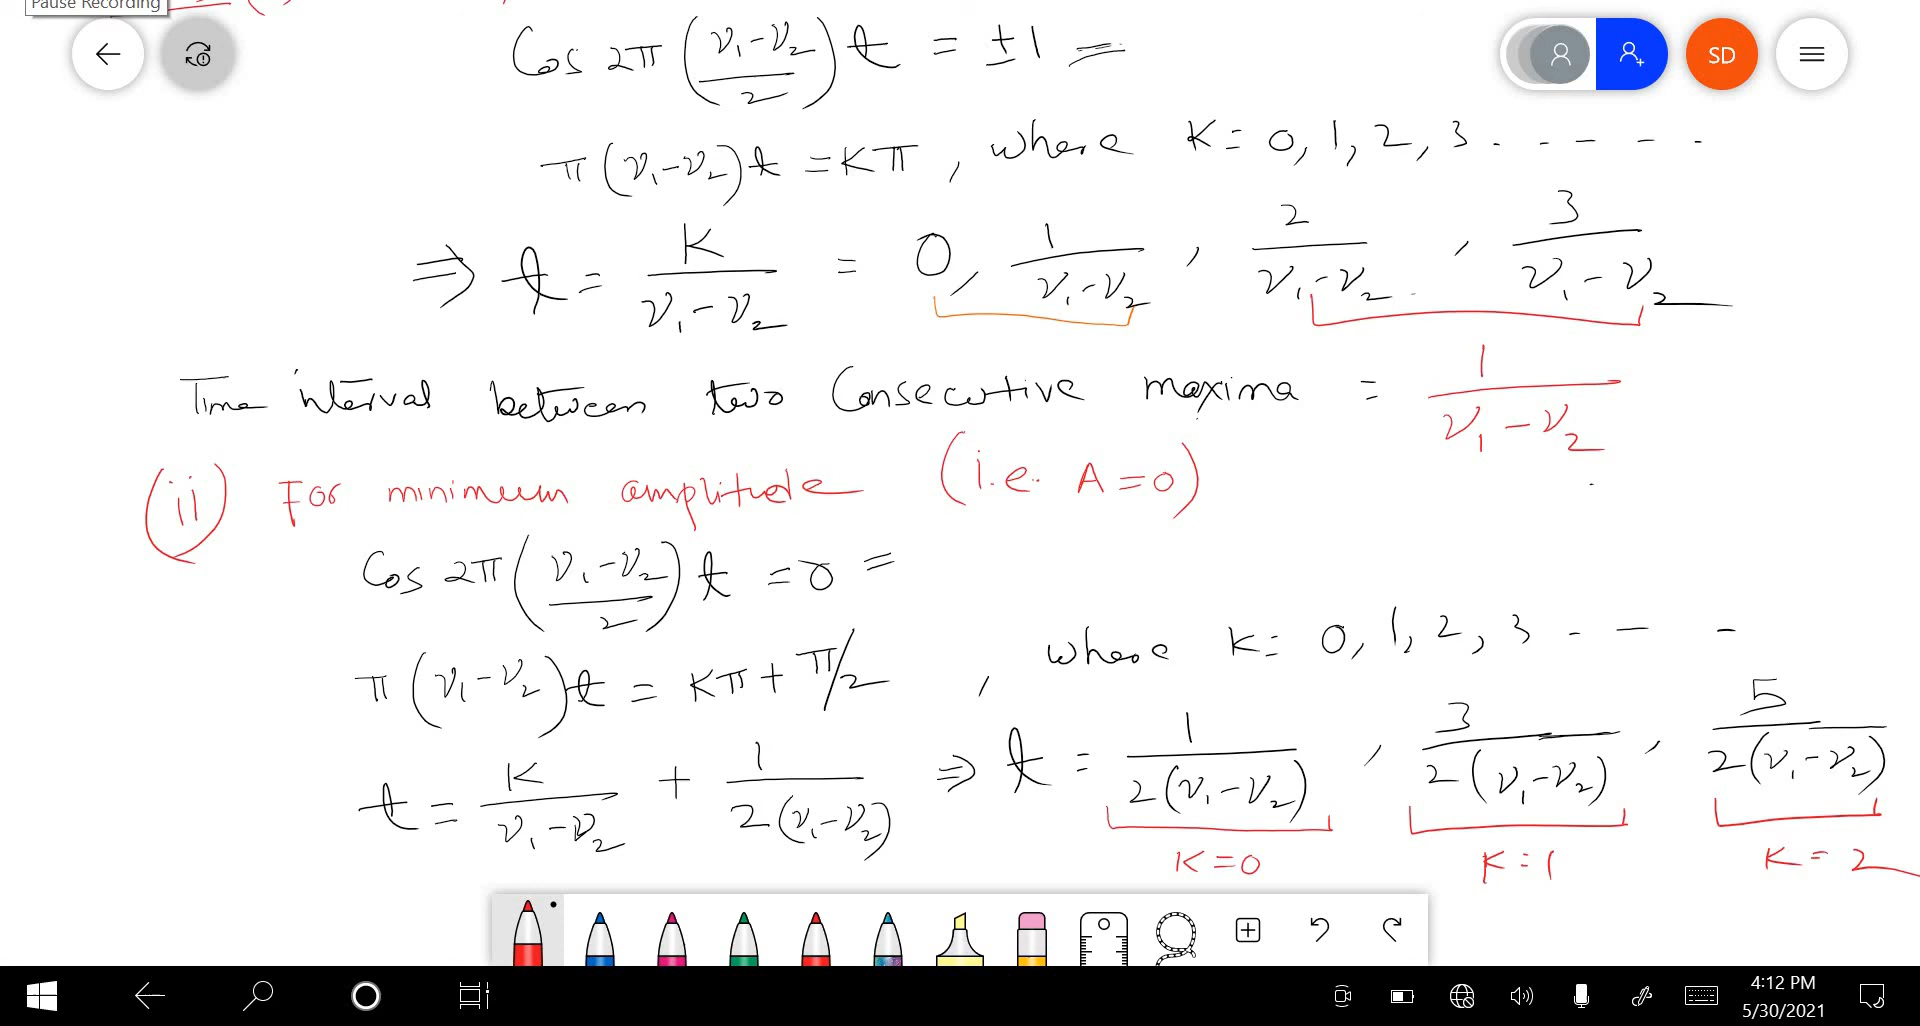 Pause Recording
Cos 2π (ν₁-ν₂/2) t = ±1 =
SD
π(ν₁-ν₂)t = Kπ, where K = 0, 1, 2, 3 . . - - -
⇒ t = K/(ν₁-ν₂) = 0, 1/(ν₁-ν₂), 2/(ν₁-ν₂), 3/(ν₁-ν₂)
Time interval between two Consecutive maxima = 1/(ν₁-ν₂)
(ii) For minimum amplitude (i.e. A=0)
Cos 2π (ν₁-ν₂/2) t = 0 =
π(ν₁-ν₂)t = Kπ + π/2, where K = 0, 1, 2, 3 - - -
t = K/(ν₁-ν₂) + 1/2(ν₁-ν₂) ⇒ t = 1/2(ν₁-ν₂), 3/2(ν₁-ν₂), 5/2(ν₁-ν₂)
K=0 K=1 K=2
4:12 PM
5/30/2021